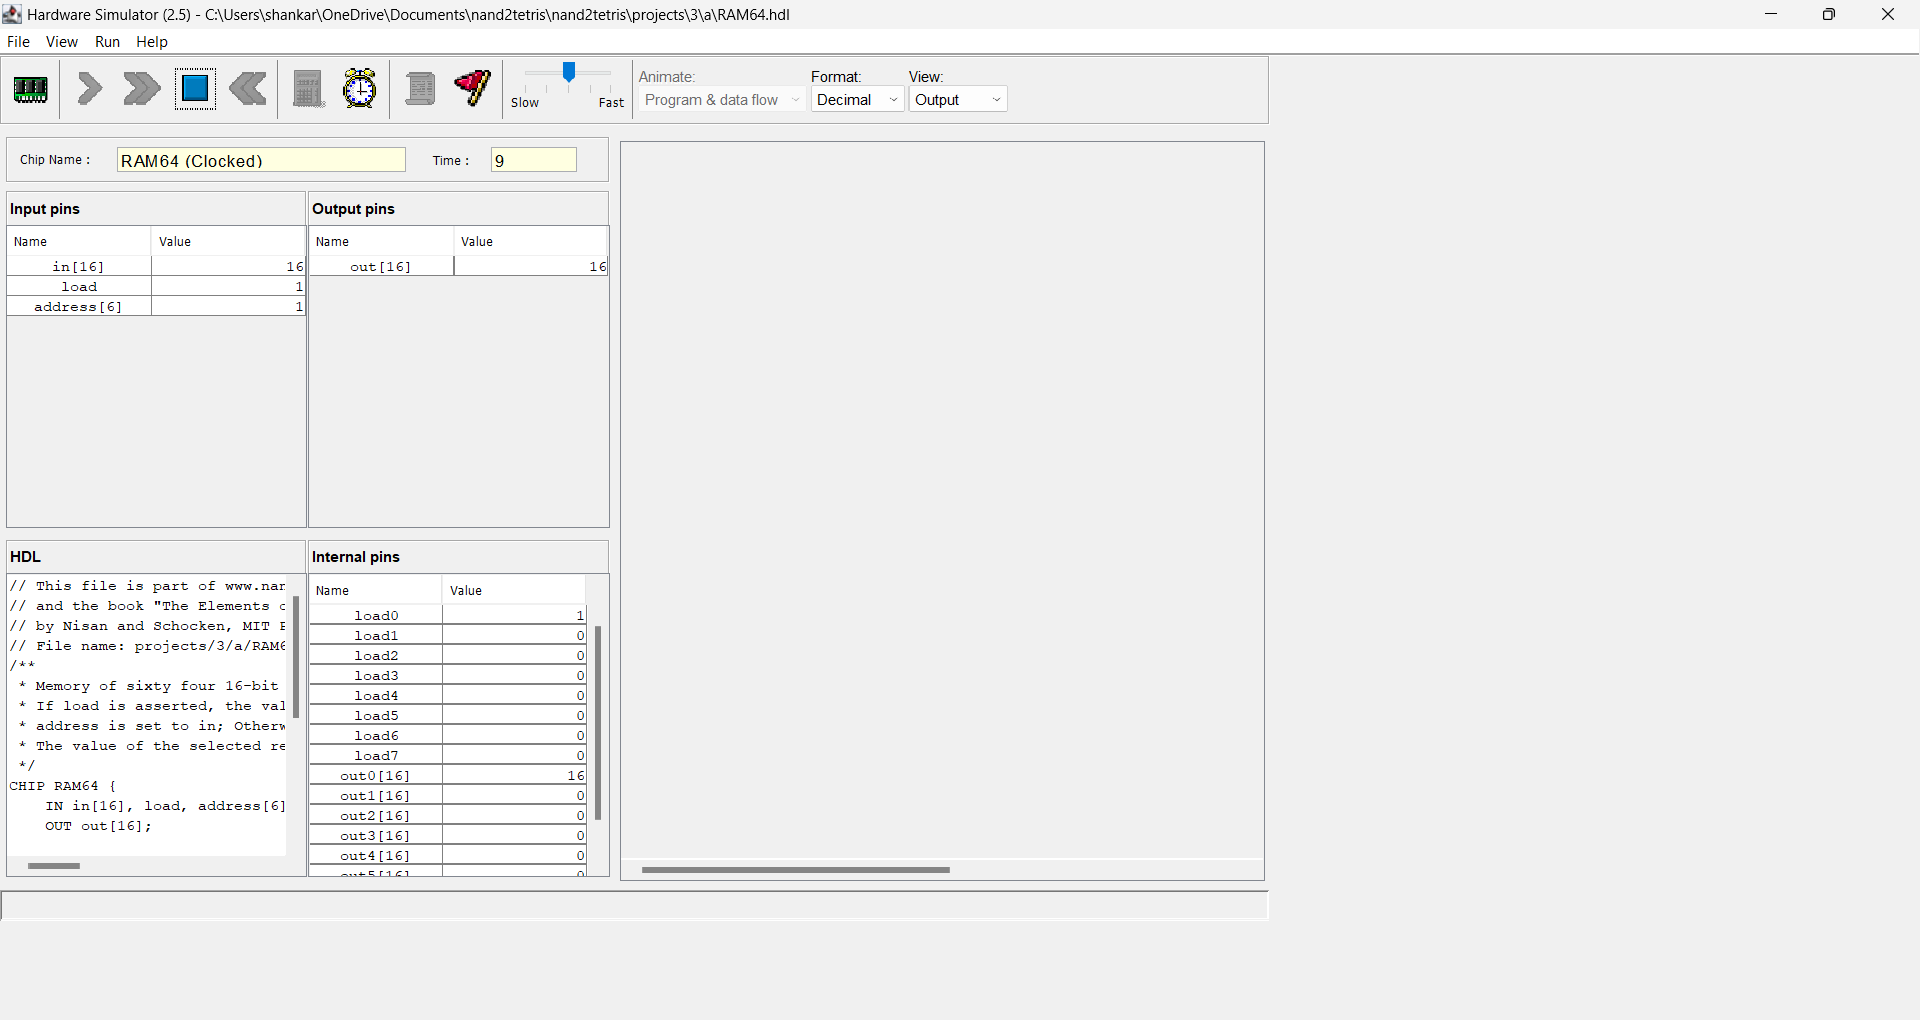 Hardware Simulator (2.5) - C:\Users\shankar\OneDrive\Documents\nand2tetris\nand2tetris\projects\3\a\RAM64.hdl
File View Run Help
Slow Fast
Animate: Format: View:
Program & data flow Decimal Output
Chip Name : RAM64 (Clocked) Time : 9
Input pins
Name Value
in[16] 16
load 1
address[6] 1
Output pins
Name Value
out[16] 16
HDL
// This file is part of www.nan
// and the book "The Elements o
// by Nisan and Schocken, MIT P
// File name: projects/3/a/RAM6
/**
* Memory of sixty four 16-bit
* If load is asserted, the val
* address is set to in; Otherw
* The value of the selected re
*/
CHIP RAM64 {
IN in[16], load, address[6]
OUT out[16];
Internal pins
Name Value
load0 1
load1 0
load2 0
load3 0
load4 0
load5 0
load6 0
load7 0
out0[16] 16
out1[16] 0
out2[16] 0
out3[16] 0
out4[16] 0
out5[16] 0